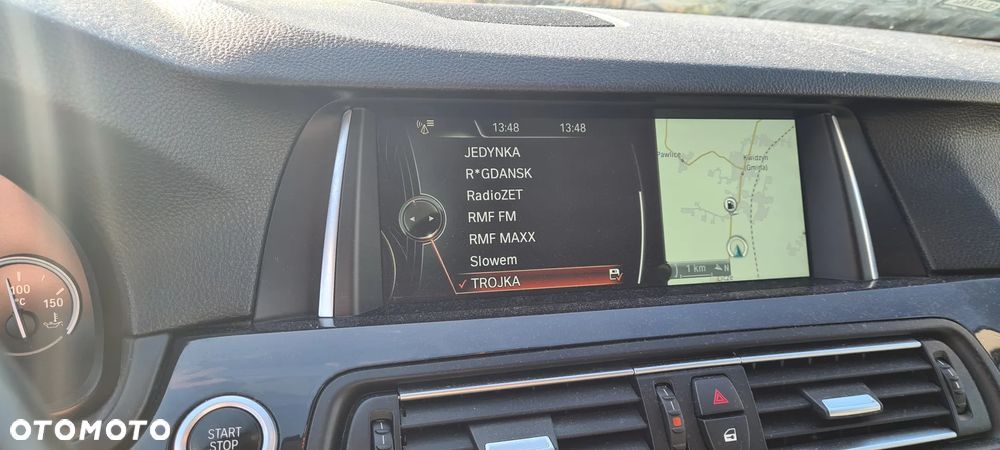 13:48 13:48
JEDYNKA
R*GDANSK
RadioZET
RMF FM
RMF MAXX
Slowem
TROJKA
Pawlice
Kwidzyn
(Gmina)
1 km N
100
°C
150
START
STOP
OTOMOTO